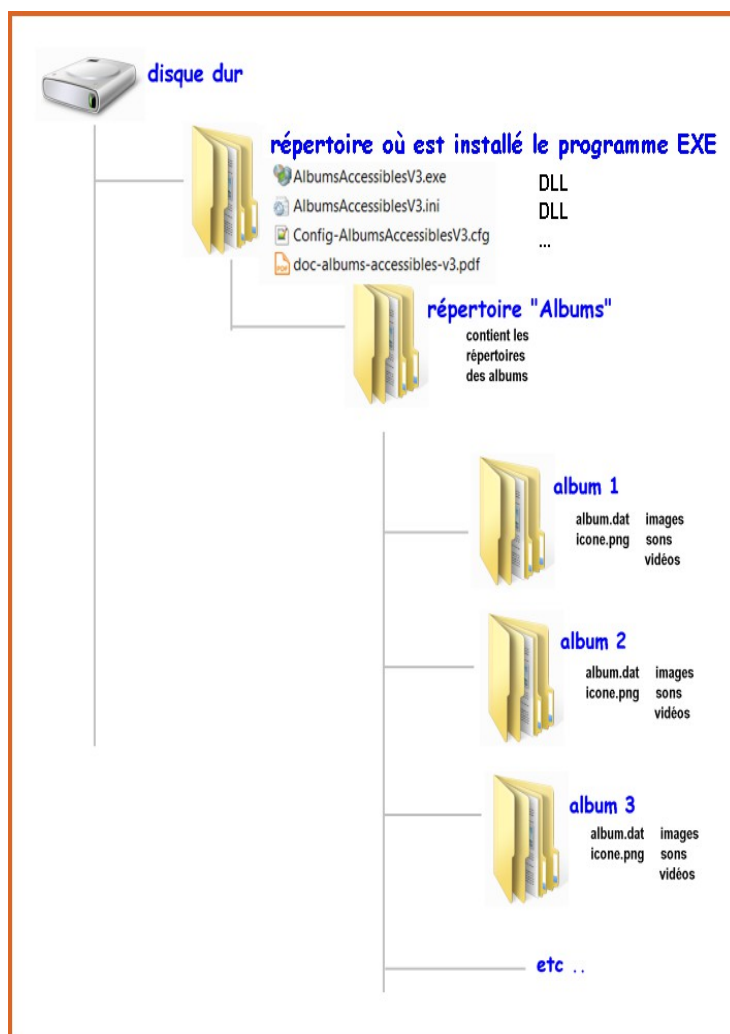 disque dur
répertoire où est installé le programme EXE
AlbumsAccessiblesV3.exe DLL
AlbumsAccessiblesV3.ini DLL
Config-AlbumsAccessiblesV3.cfg ...
PDF doc-albums-accessibles-v3.pdf
répertoire "Albums"
contient les
répertoires
des albums
album 1
album.dat images
icone.png sons
vidéos
album 2
album.dat images
icone.png sons
vidéos
album 3
album.dat images
icone.png sons
vidéos
etc ..